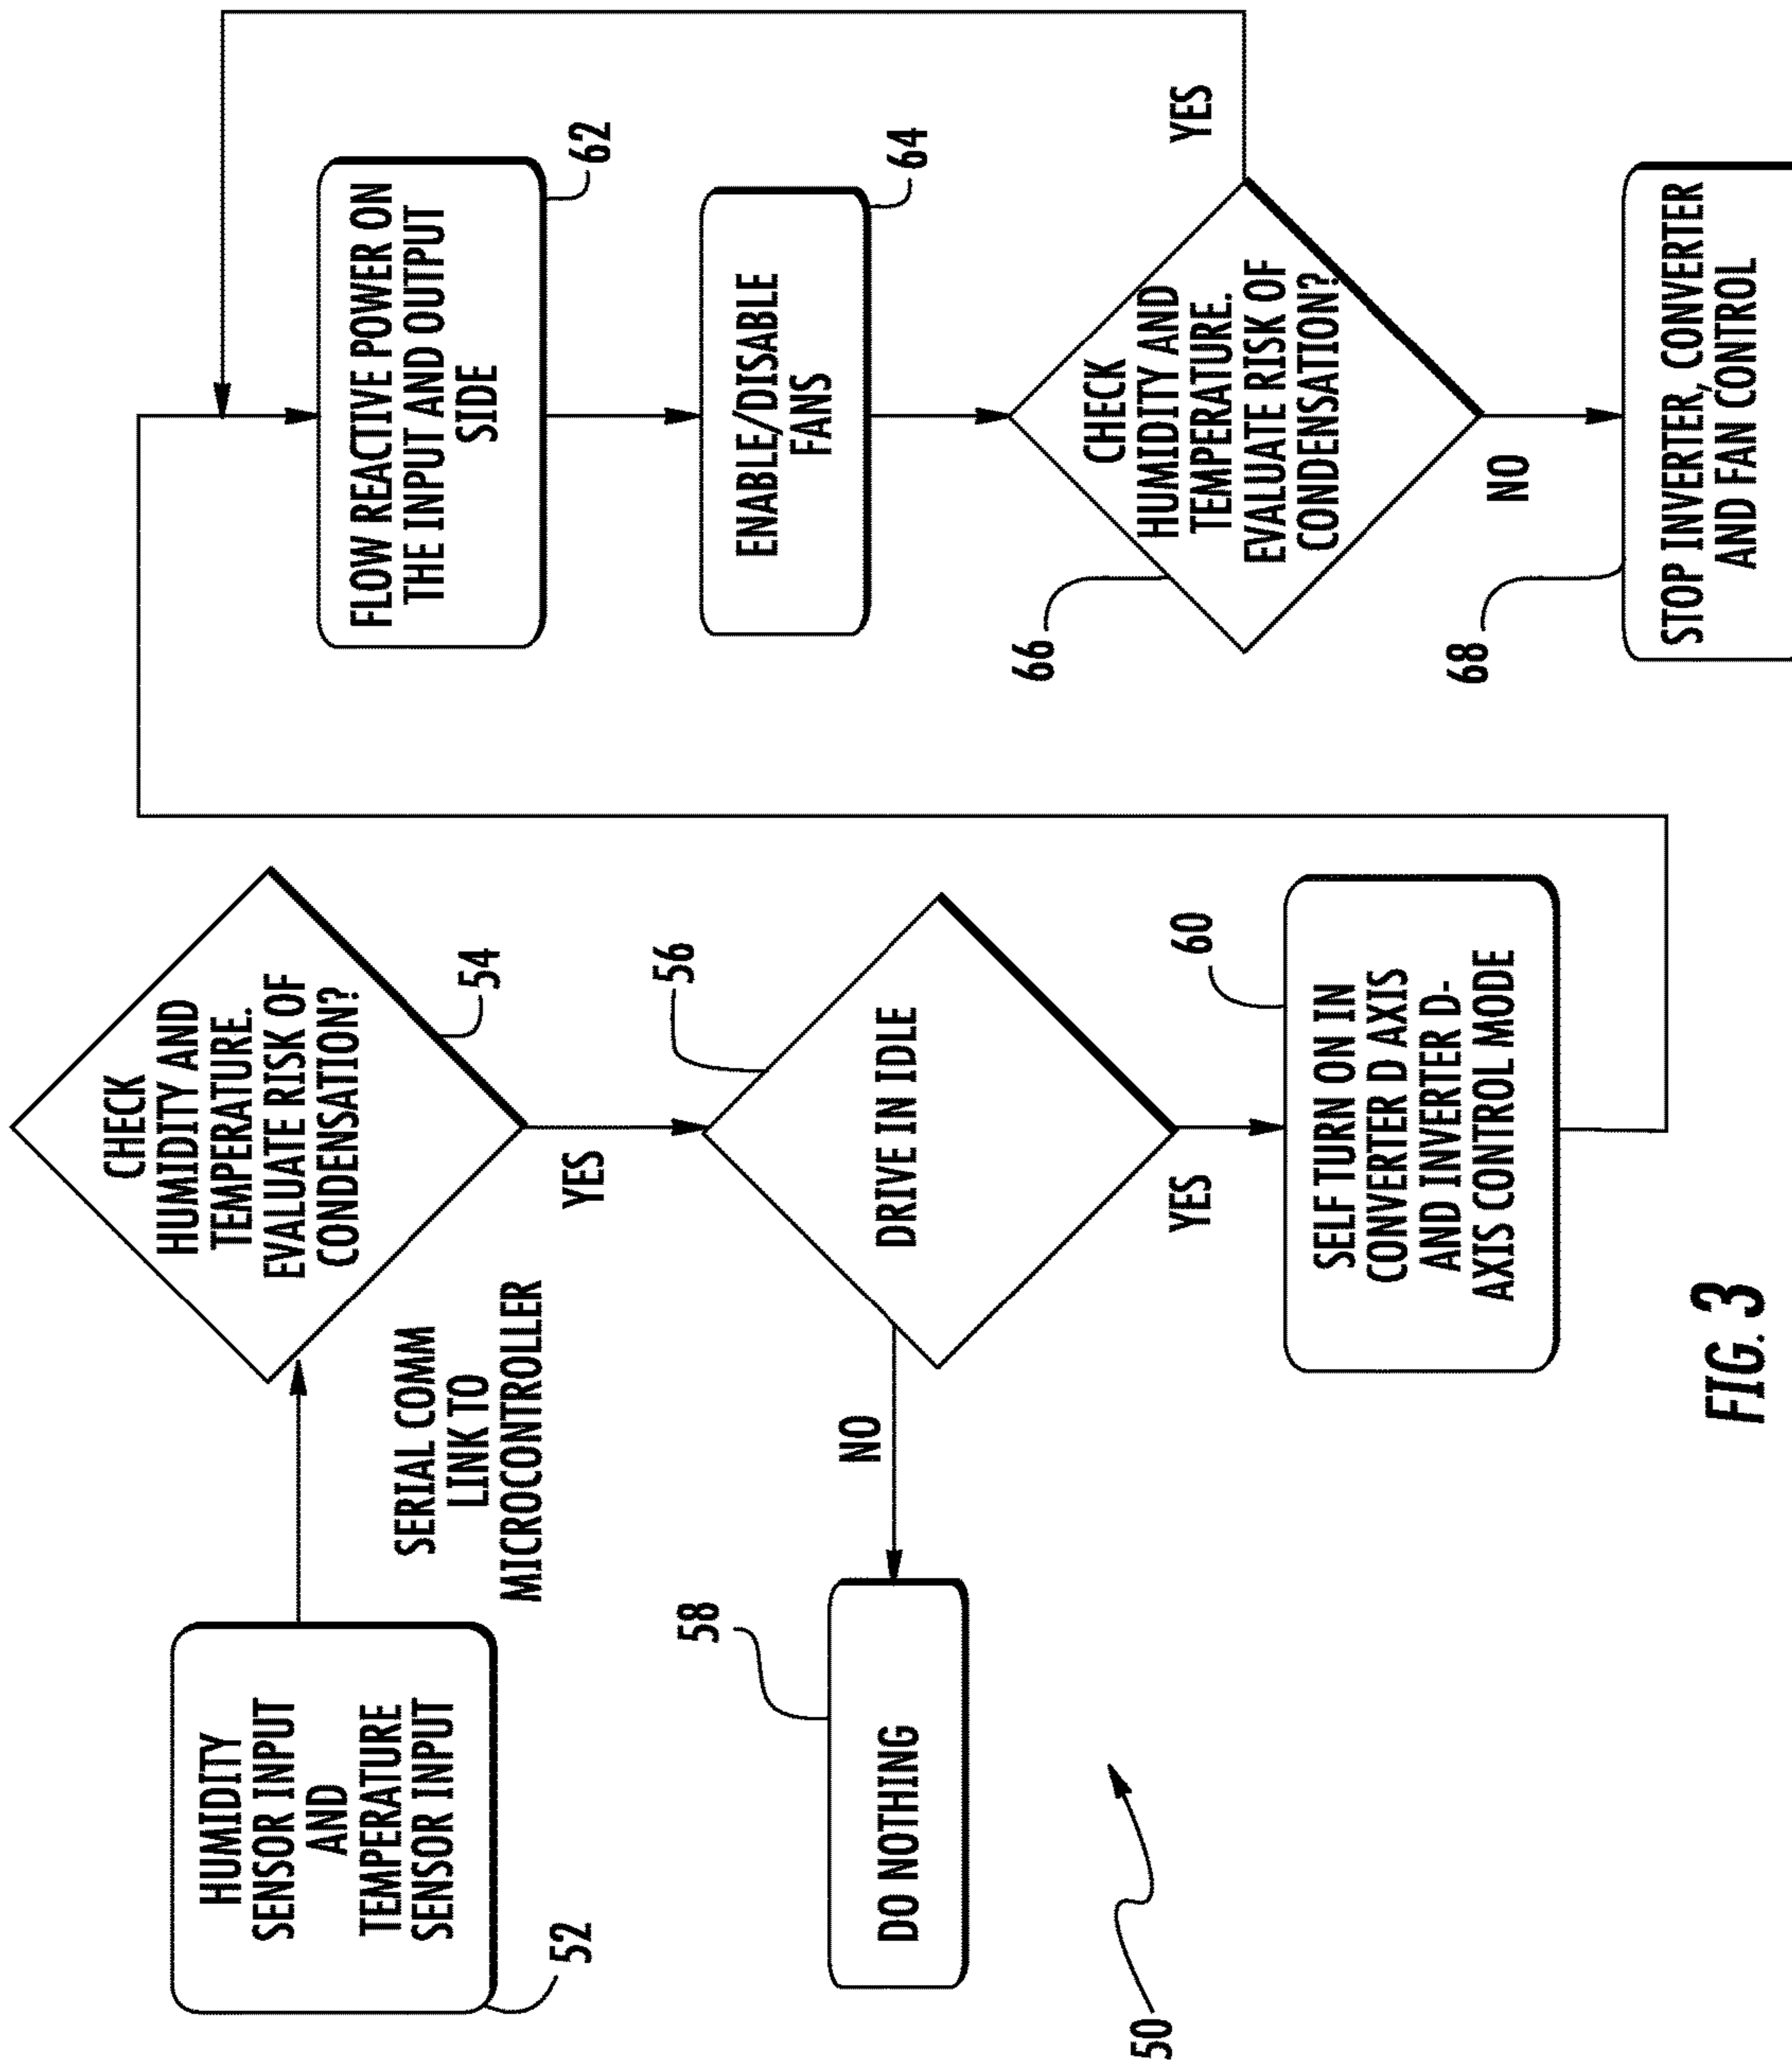 HUMIDITY
SENSOR INPUT
AND
TEMPERATURE
SENSOR INPUT
52
SERIAL COMM
LINK TO
MICROCONTROLLER
CHECK
HUMIDITY AND
TEMPERATURE.
EVALUATE RISK OF
CONDENSATION?
54
YES
56
DRIVE IN IDLE
NO
58
DO NOTHING
YES
60
SELF TURN ON IN
CONVERTER D AXIS
AND INVERTER D-
AXIS CONTROL MODE
FLOW REACTIVE POWER ON
THE INPUT AND OUTPUT
SIDE
62
ENABLE/DISABLE
FANS
64
CHECK
HUMIDITY AND
TEMPERATURE.
EVALUATE RISK OF
CONDENSATION?
66
YES
NO
68
STOP INVERTER, CONVERTER
AND FAN CONTROL
50
FIG. 3